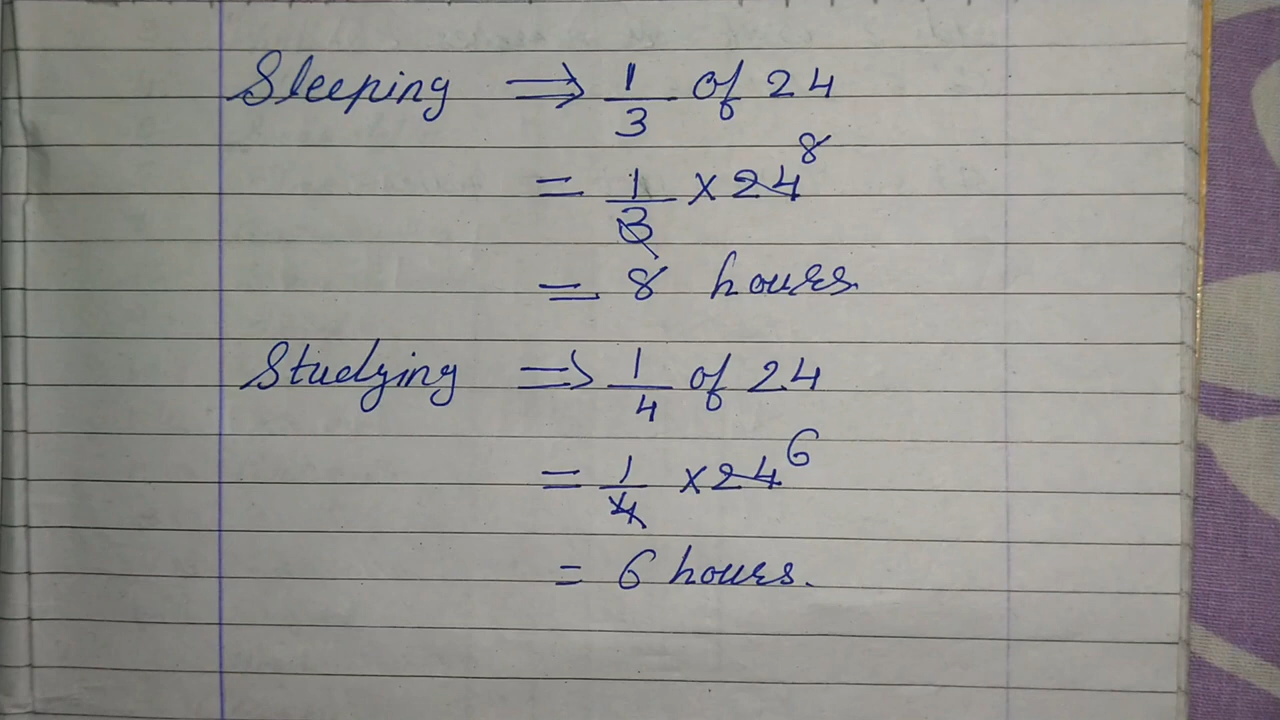 Sleeping ⇒ 1/3 of 24
= 1/3 × 24 8
= 8 hours.
Studying ⇒ 1/4 of 24
= 1/4 × 24 6
= 6 hours.